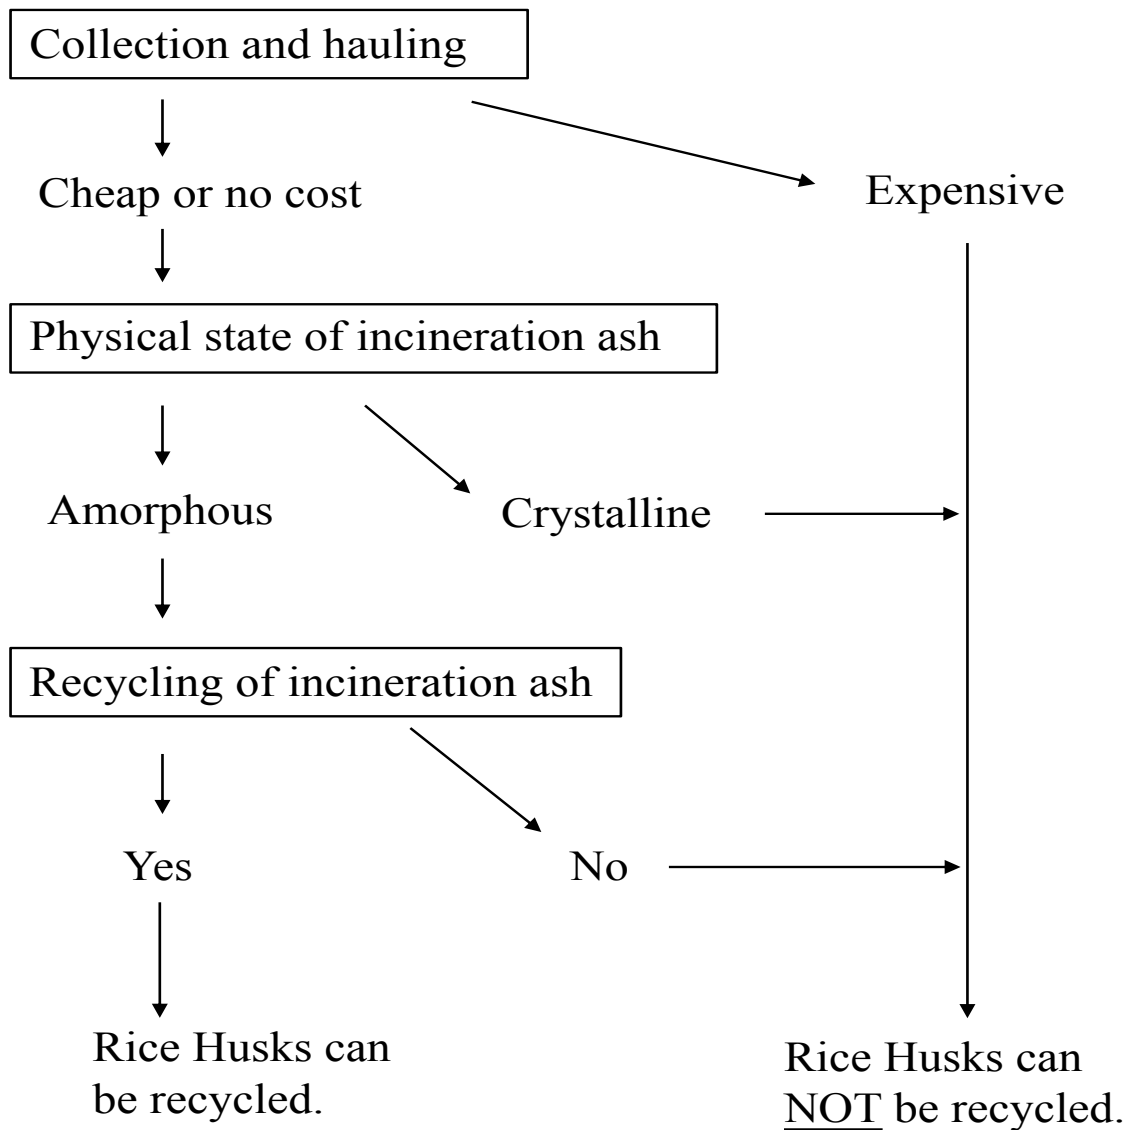 Collection and hauling
Cheap or no cost
Expensive
Physical state of incineration ash
Amorphous
Crystalline
Recycling of incineration ash
Yes
No
Rice Husks can
be recycled.
Rice Husks can
NOT be recycled.